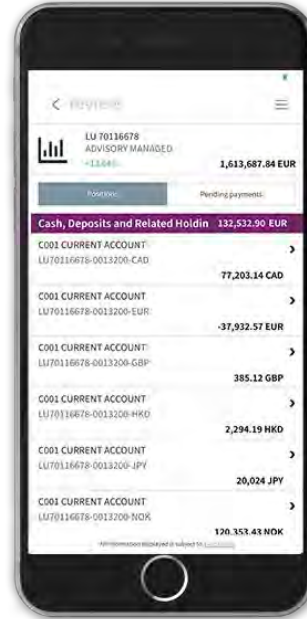 LU 70116678
ADVISORY MANAGED
1,613,687.84 EUR
Positions
Pending payments
Cash, Deposits and Related Holdin 132,532.90 EUR
C001 CURRENT ACCOUNT
LU70116678-0013200-CAD
77,203.14 CAD
C001 CURRENT ACCOUNT
LU70116678-0013200-EUR
-37,932.57 EUR
C001 CURRENT ACCOUNT
LU70116678-0013200-GBP
385.12 GBP
C001 CURRENT ACCOUNT
LU70116678-0013200-HKD
2,294.19 HKD
C001 CURRENT ACCOUNT
LU70116678-0013200-JPY
20,024 JPY
C001 CURRENT ACCOUNT
LU70116678-0013200-NOK
120,353.43 NOK
All information displayed is subject to